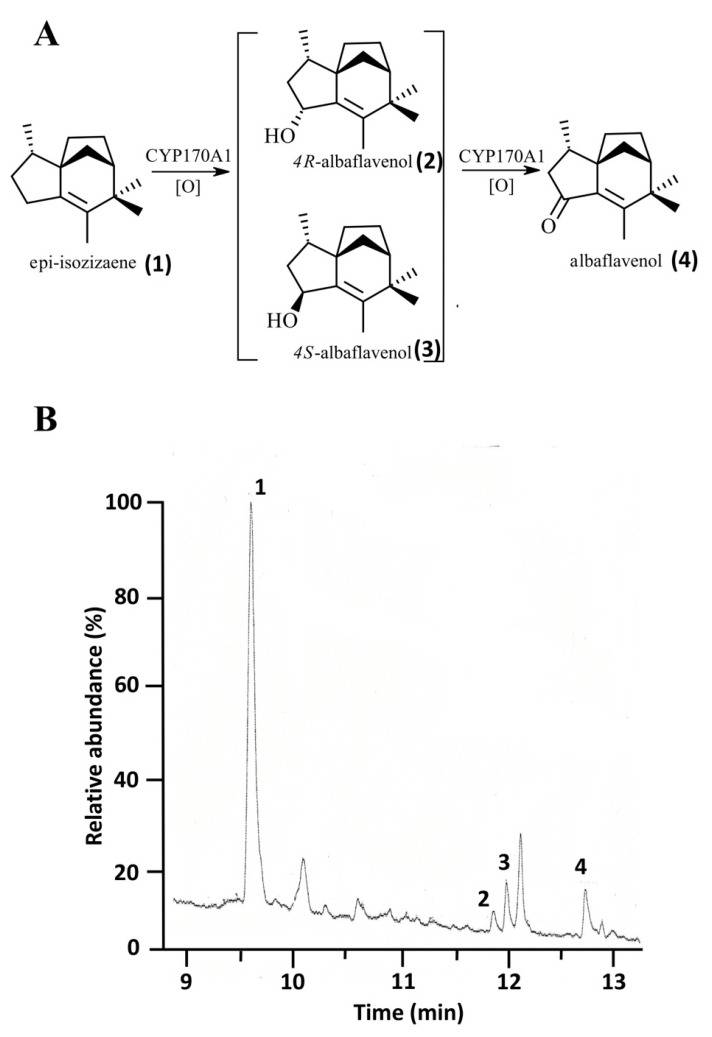 A
HO
4R-albaflavenol (2)
CYP170A1
[O]
CYP170A1
[O]
epi-isozizaene (1)
O
albaflavenol (4)
HO
4S-albaflavenol (3)
B
1
100
80
60
40
20
0
2
3
4
9
10
11
12
13
Relative abundance (%)
Time (min)